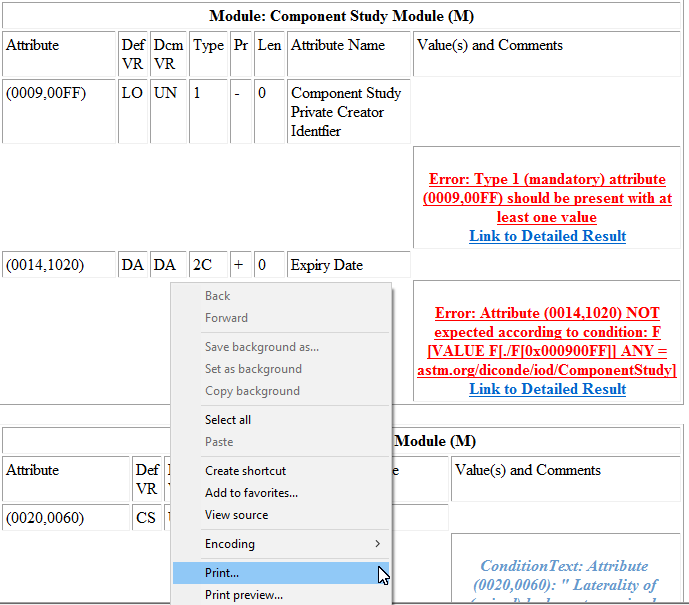 Module: Component Study Module (M)
Attribute Def VR Dcm VR Type Pr Len Attribute Name Value(s) and Comments
(0009,00FF) LO UN 1 - 0 Component Study
Private Creator
Identfier
Error: Type 1 (mandatory) attribute
(0009,00FF) should be present with at
least one value
Link to Detailed Result
(0014,1020) DA DA 2C + 0 Expiry Date
Error: Attribute (0014,1020) NOT
expected according to condition: F
[VALUE F[./F[0x000900FF]] ANY =
astm.org/diconde/iod/ComponentStudy]
Link to Detailed Result
Back
Forward
Save background as...
Set as background
Copy background
Select all
Paste
Create shortcut
Add to favorites...
View source
Encoding
Print...
Print preview...
Module (M)
Attribute Def VR Value(s) and Comments
(0020,0060) CS
ConditionText: Attribute
(0020,0060): " Laterality of